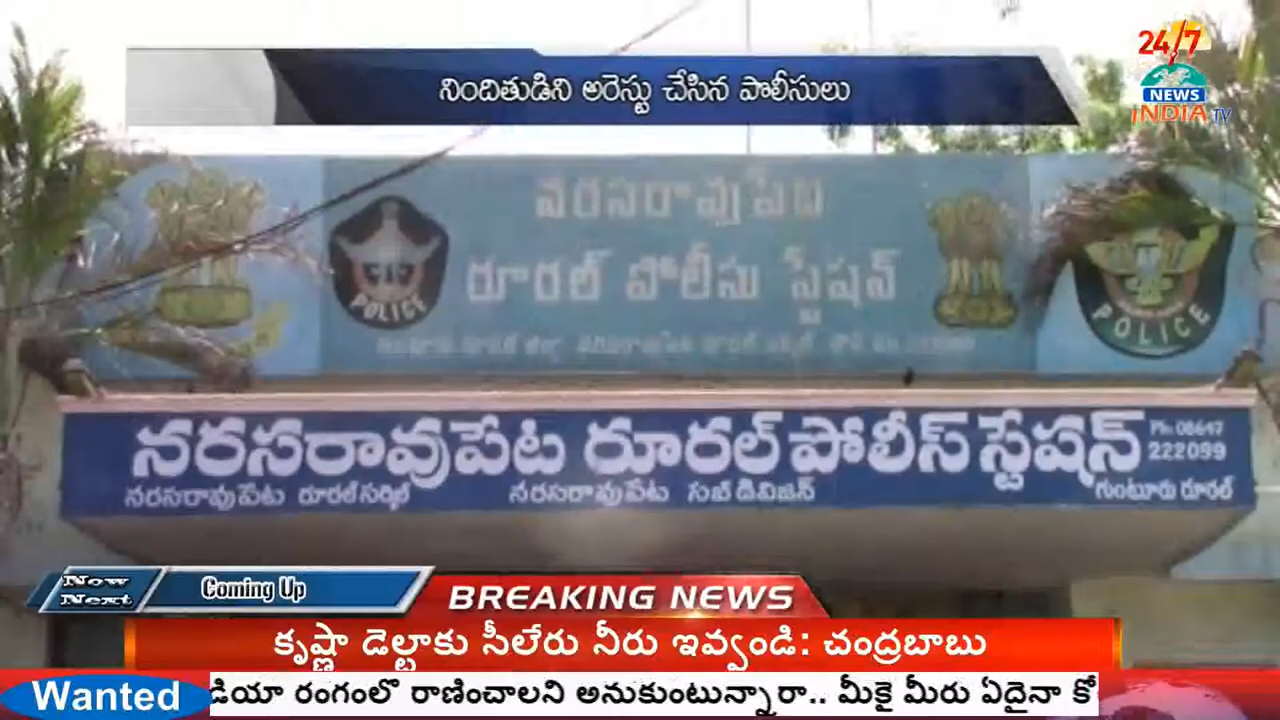 నిందితుడిని అరెస్టు చేసిన పొలీసులు
24/7
NEWS
INDIA TV
నరసరావుపేట
రూరల్ పోలీసు స్టేషన్
POLICE
POLICE
నరసరావుపేట రూరల్ పోలీస్ స్టేషన్
Ph: 08647
222099
నరసరావుపేట రూరల్ సర్కిల్
నరసరావుపేట సబ్ డివిజన్
గుంటూరు రూరల్
Now
Next
Coming Up
BREAKING NEWS
కృష్ణా డెల్టాకు సీలేరు నీరు ఇవ్వండి: చంద్రబాబు
Wanted
డియా రంగంలొ రాణించాలని అనుకుంటున్నారా.. మీకై మీరు ఏదైనా కో